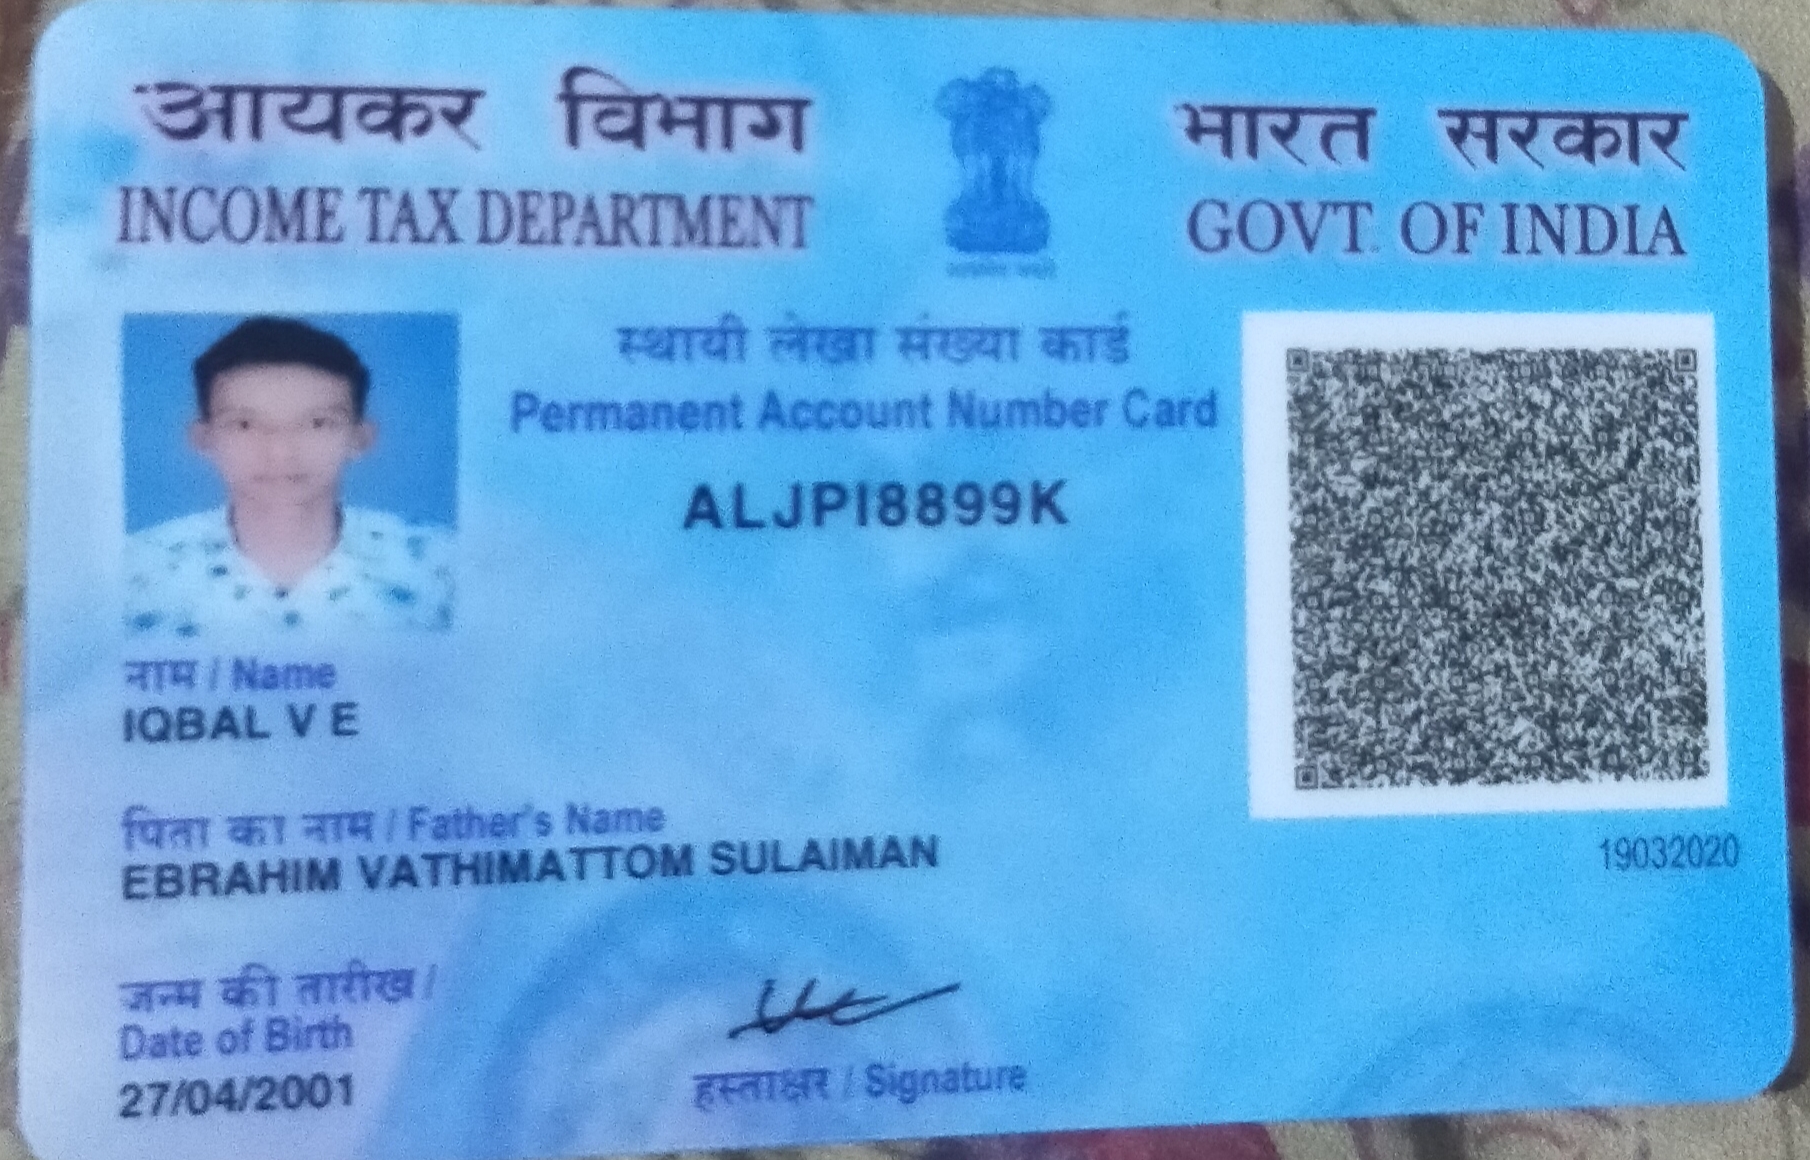 आयकर विभाग
INCOME TAX DEPARTMENT
भारत सरकार
GOVT. OF INDIA
स्थायी लेखा संख्या कार्ड
Permanent Account Number Card
ALJPI8899K
नाम / Name
IQBAL V E
पिता का नाम / Father's Name
EBRAHIM VATHIMATTOM SULAIMAN
19032020
जन्म की तारीख /
Date of Birth
27/04/2001
हस्ताक्षर / Signature